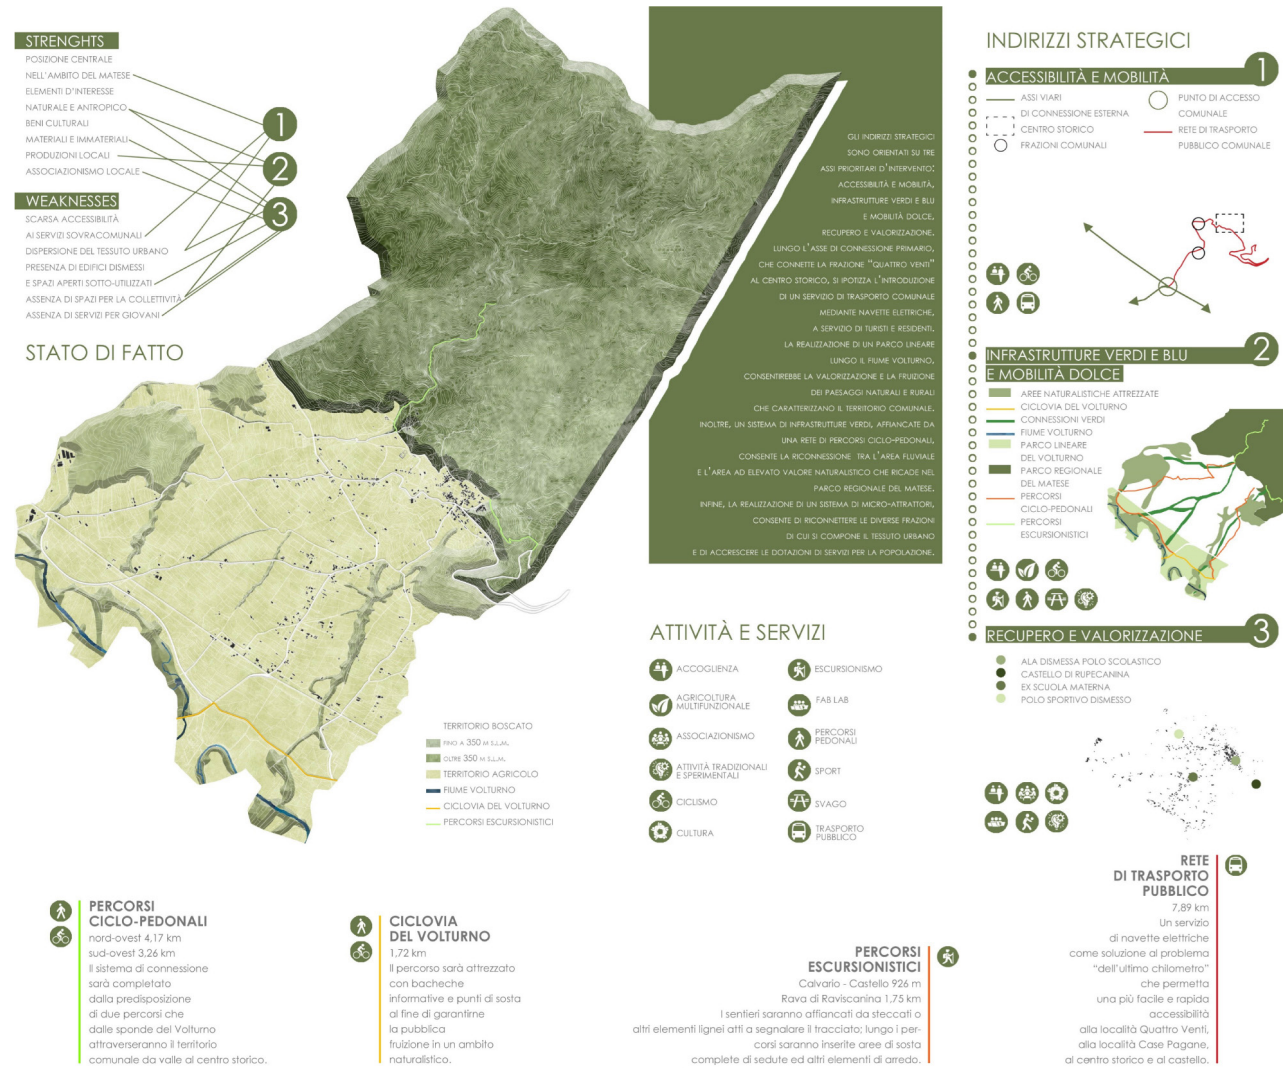 STRENGHTS
POSIZIONE CENTRALE
NELL'AMBITO DEL MATESE
ELEMENTI D'INTERESSE
NATURALE E ANTROPICO
BENI CULTURALI
MATERIALI E IMMATERIALI
PRODUZIONI LOCALI
ASSOCIAZIONISMO LOCALE
WEAKNESSES
SCARSA ACCESSIBILITÀ
AI SERVIZI SOVRACOMUNALI
DISPERSIONE DEL TESSUTO URBANO
PRESENZA DI EDIFICI DISMESSI
E SPAZI APERTI SOTTO-UTILIZZATI
ASSENZA DI SPAZI PER LA COLLETTIVITÀ
ASSENZA DI SERVIZI PER GIOVANI
1
2
3
STATO DI FATTO
TERRITORIO BOSCATO
FINO A 350 M S.L.M.
OLTRE 350 M S.L.M.
TERRITORIO AGRICOLO
FIUME VOLTURNO
CICLOVIA DEL VOLTURNO
PERCORSI ESCURSIONISTICI
GLI INDIRIZZI STRATEGICI
SONO ORIENTATI SU TRE
ASSI PRIORITARI D'INTERVENTO:
ACCESSIBILITÀ E MOBILITÀ,
INFRASTRUTTURE VERDI E BLU
E MOBILITÀ DOLCE,
RECUPERO E VALORIZZAZIONE.
LUNGO L'ASSE DI CONNESSIONE PRIMARIO,
CHE CONNETTE LA FRAZIONE "QUATTRO VENTI"
AL CENTRO STORICO, SI IPOTIZZA L'INTRODUZIONE
DI UN SERVIZIO DI TRASPORTO COMUNALE
MEDIANTE NAVETTE ELETTRICHE,
A SERVIZIO DI TURISTI E RESIDENTI.
LA REALIZZAZIONE DI UN PARCO LINEARE
LUNGO IL FIUME VOLTURNO,
CONSENTIREBBE LA VALORIZZAZIONE E LA FRUIZIONE
DEI PAESAGGI NATURALI E RURALI
CHE CARATTERIZZANO IL TERRITORIO COMUNALE.
INOLTRE, UN SISTEMA DI INFRASTRUTTURE VERDI, AFFIANCATE DA
UNA RETE DI PERCORSI CICLO-PEDONALI,
CONSENTE LA RICONNESSIONE TRA L'AREA FLUVIALE
E L'AREA AD ELEVATO VALORE NATURALISTICO CHE RICADE NEL
PARCO REGIONALE DEL MATESE.
INFINE, LA REALIZZAZIONE DI UN SISTEMA DI MICRO-ATTRATTORI,
CONSENTE DI RICONNETTERE LE DIVERSE FRAZIONI
DI CUI SI COMPONE IL TESSUTO URBANO
E DI ACCRESCERE LE DOTAZIONI DI SERVIZI PER LA POPOLAZIONE.
ATTIVITÀ E SERVIZI
ACCOGLIENZA
AGRICOLTURA
MULTIFUNZIONALE
ASSOCIAZIONISMO
ATTIVITÀ TRADIZIONALI
E SPERIMENTALI
CICLISMO
CULTURA
ESCURSIONISMO
FAB LAB
PERCORSI
PEDONALI
SPORT
SVAGO
TRASPORTO
PUBBLICO
INDIRIZZI STRATEGICI
ACCESSIBILITÀ E MOBILITÀ 1
ASSI VIARI
DI CONNESSIONE ESTERNA
CENTRO STORICO
FRAZIONI COMUNALI
PUNTO DI ACCESSO
COMUNALE
RETE DI TRASPORTO
PUBBLICO COMUNALE
INFRASTRUTTURE VERDI E BLU 2
E MOBILITÀ DOLCE
AREE NATURALISTICHE ATTREZZATE
CICLOVIA DEL VOLTURNO
CONNESSIONI VERDI
FIUME VOLTURNO
PARCO LINEARE
DEL VOLTURNO
PARCO REGIONALE
DEL MATESE
PERCORSI
CICLO-PEDONALI
PERCORSI
ESCURSIONISTICI
RECUPERO E VALORIZZAZIONE 3
ALA DISMESSA POLO SCOLASTICO
CASTELLO DI RUPECANINA
EX SCUOLA MATERNA
POLO SPORTIVO DISMESSO
PERCORSI
CICLO-PEDONALI
nord-ovest 4,17 km
sud-ovest 3,26 km
Il sistema di connessione
sarà completato
dalla predisposizione
di due percorsi che
dalle sponde del Volturno
attraverseranno il territorio
comunale da valle al centro storico.
CICLOVIA
DEL VOLTURNO
1,72 km
Il percorso sarà attrezzato
con bacheche
informative e punti di sosta
al fine di garantirne
la pubblica
fruizione in un ambito
naturalistico.
PERCORSI
ESCURSIONISTICI
Calvario - Castello 926 m
Rava di Raviscanina 1,75 km
i sentieri saranno affiancati da steccati o
altri elementi lignei atti a segnalare il tracciato; lungo i per-
corsi saranno inserite aree di sosta
complete di sedute ed altri elementi di arredo.
RETE
DI TRASPORTO
PUBBLICO
7,89 km
Un servizio
di navette elettriche
come soluzione al problema
"dell'ultimo chilometro"
che permetta
una più facile e rapida
accessibilità
alla località Quattro Venti,
alla località Case Pagane,
al centro storico e al castello.